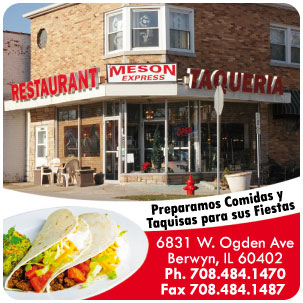 RESTAURANT MESON EXPRESS TAQUERIA
Preparamos Comidas y
Taquisas para sus Fiestas
6831 W. Ogden Ave
Berwyn, IL 60402
Ph. 708.484.1470
Fax 708.484.1487